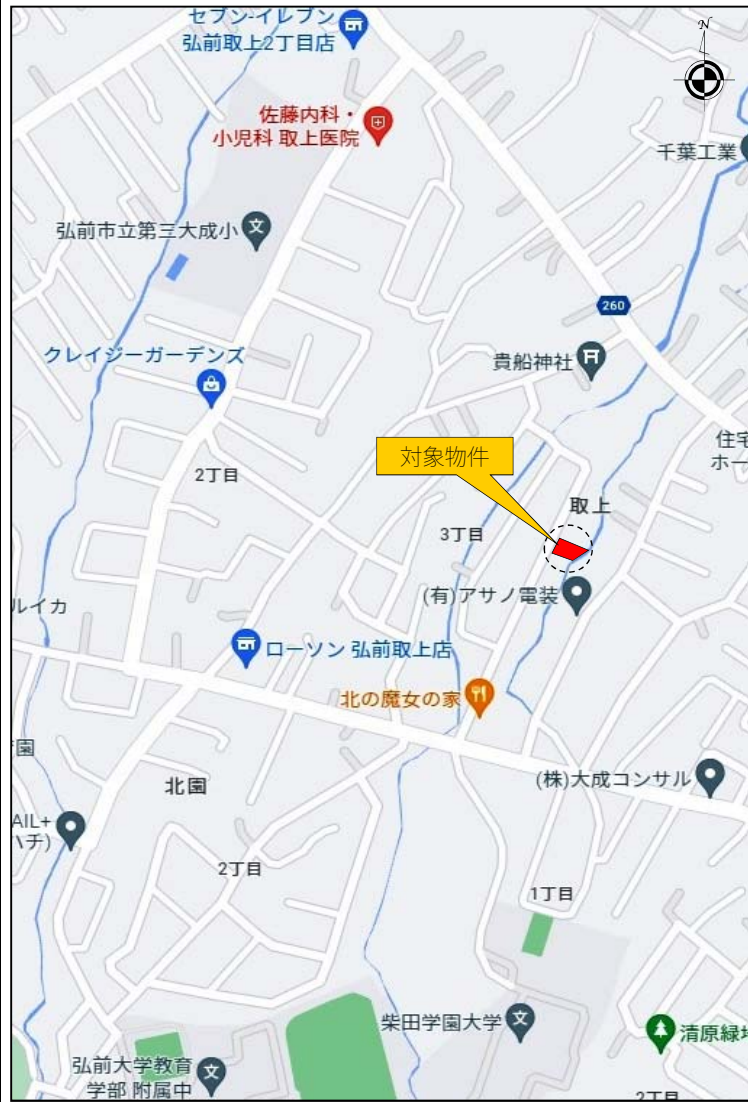 セブン-イレブン
弘前取上2丁目店
N
佐藤内科・
小児科 取上医院
千葉工業
弘前市立第三大成小
260
クレイジーガーデンズ
貴船神社
住宅
ホー
対象物件
2丁目
取上
3丁目
(有)アサノ電装
ルイカ
ローソン 弘前取上店
北の魔女の家
園
(株)大成コンサル
北園
AIL+
ハチ)
2丁目
1丁目
柴田学園大学
清原緑地
弘前大学教育
学部 附属中
2丁目